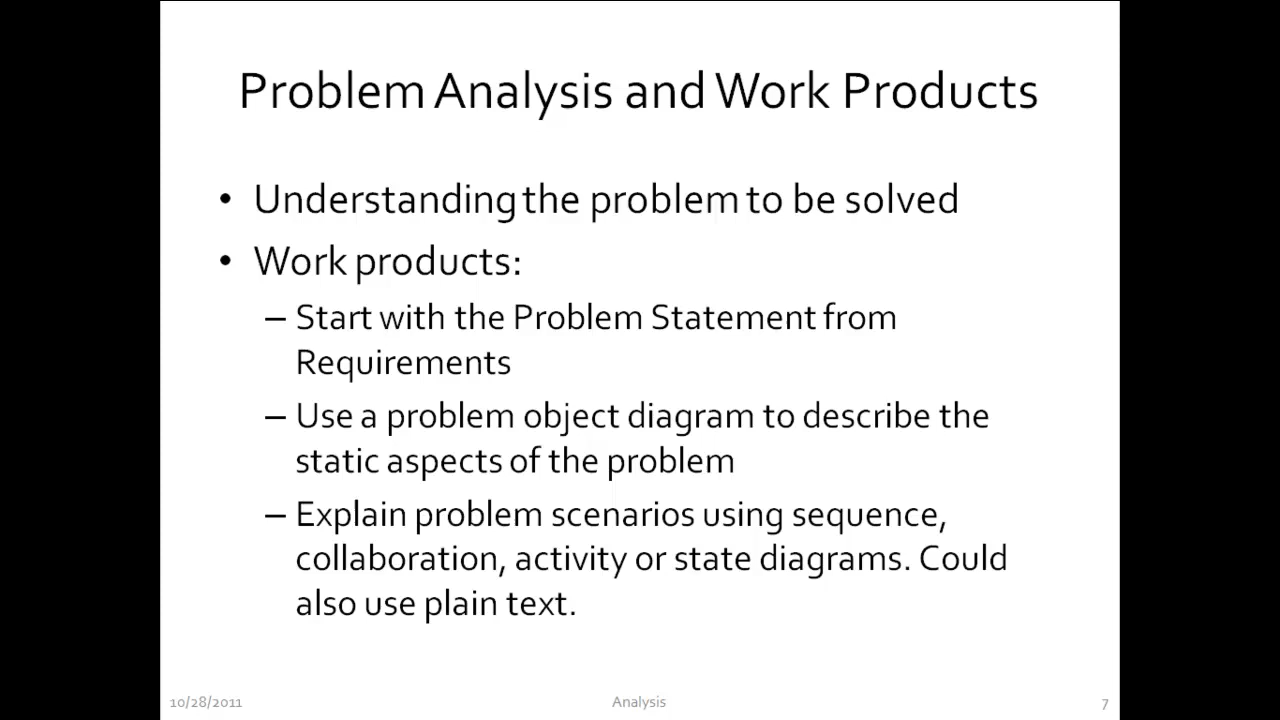 Problem Analysis and Work Products
• Understanding the problem to be solved
• Work products:
– Start with the Problem Statement from
Requirements
– Use a problem object diagram to describe the
static aspects of the problem
– Explain problem scenarios using sequence,
collaboration, activity or state diagrams. Could
also use plain text.
10/28/2011 Analysis 7